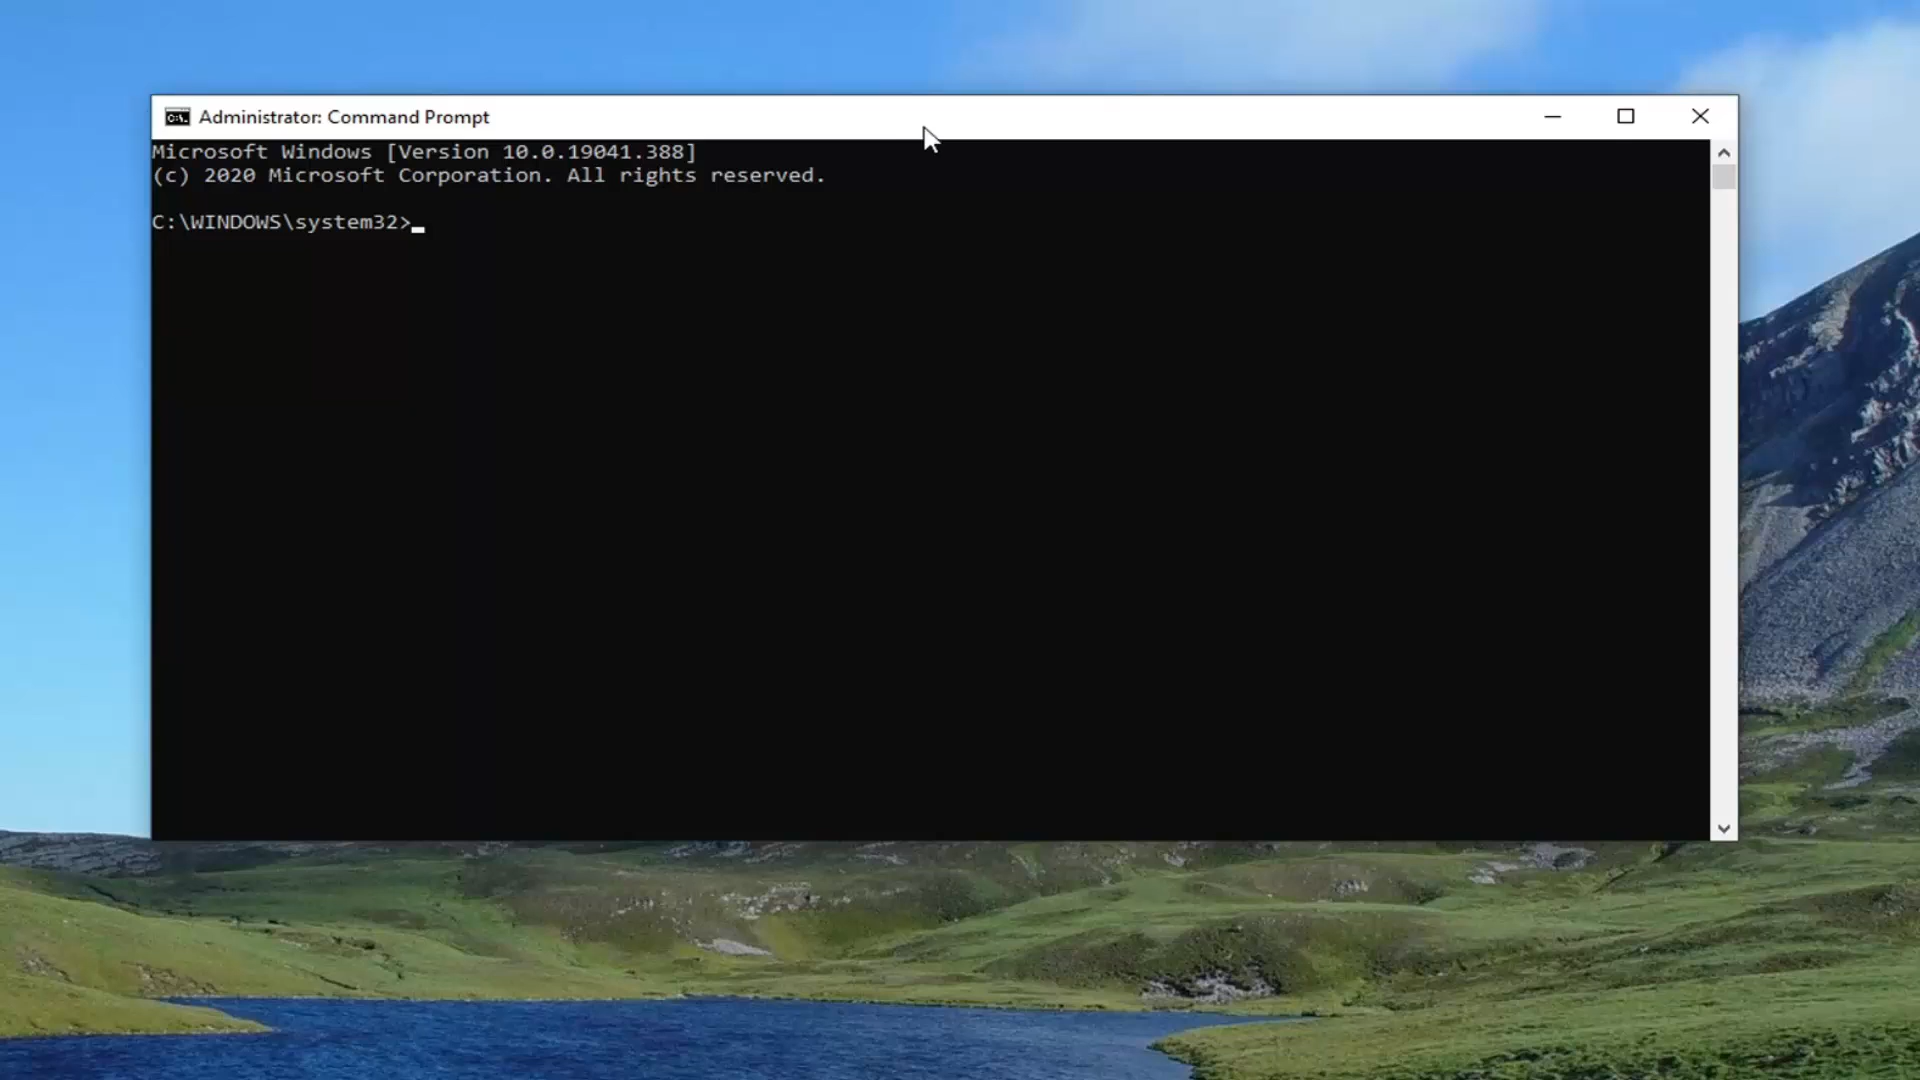 Administrator: Command Prompt
Microsoft Windows [Version 10.0.19041.388]
(c) 2020 Microsoft Corporation. All rights reserved.
C:\WINDOWS\system32>